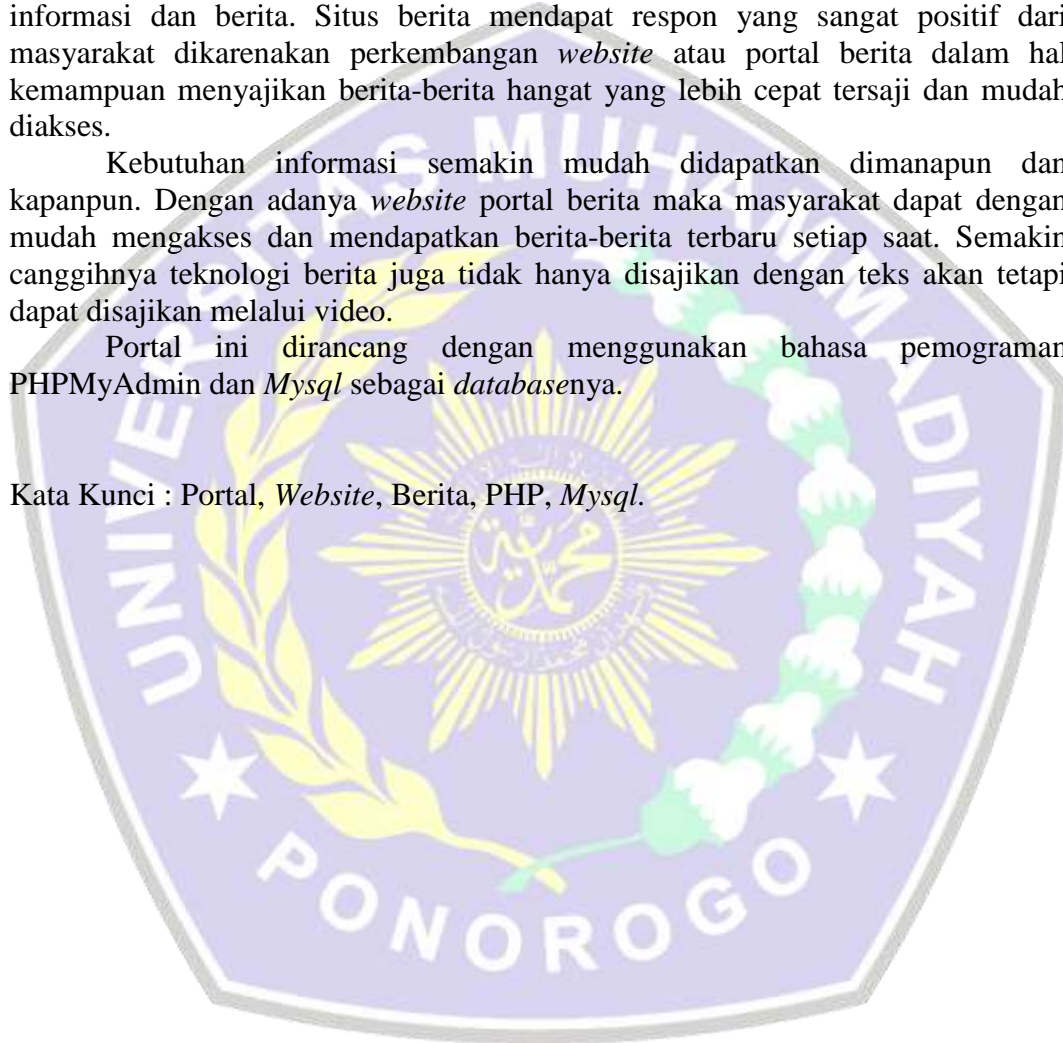 informasi dan berita. Situs berita mendapat respon yang sangat positif dari
masyarakat dikarenakan perkembangan website atau portal berita dalam hal
kemampuan menyajikan berita-berita hangat yang lebih cepat tersaji dan mudah
diakses.
Kebutuhan informasi semakin mudah didapatkan dimanapun dan
kapanpun. Dengan adanya website portal berita maka masyarakat dapat dengan
mudah mengakses dan mendapatkan berita-berita terbaru setiap saat. Semakin
canggihnya teknologi berita juga tidak hanya disajikan dengan teks akan tetapi
dapat disajikan melalui video.
Portal ini dirancang dengan menggunakan bahasa pemograman
PHPMyAdmin dan Mysql sebagai databasenya.
Kata Kunci : Portal, Website, Berita, PHP, Mysql.
UNIVERSITAS MUHAMMADIYAH
PONOROGO